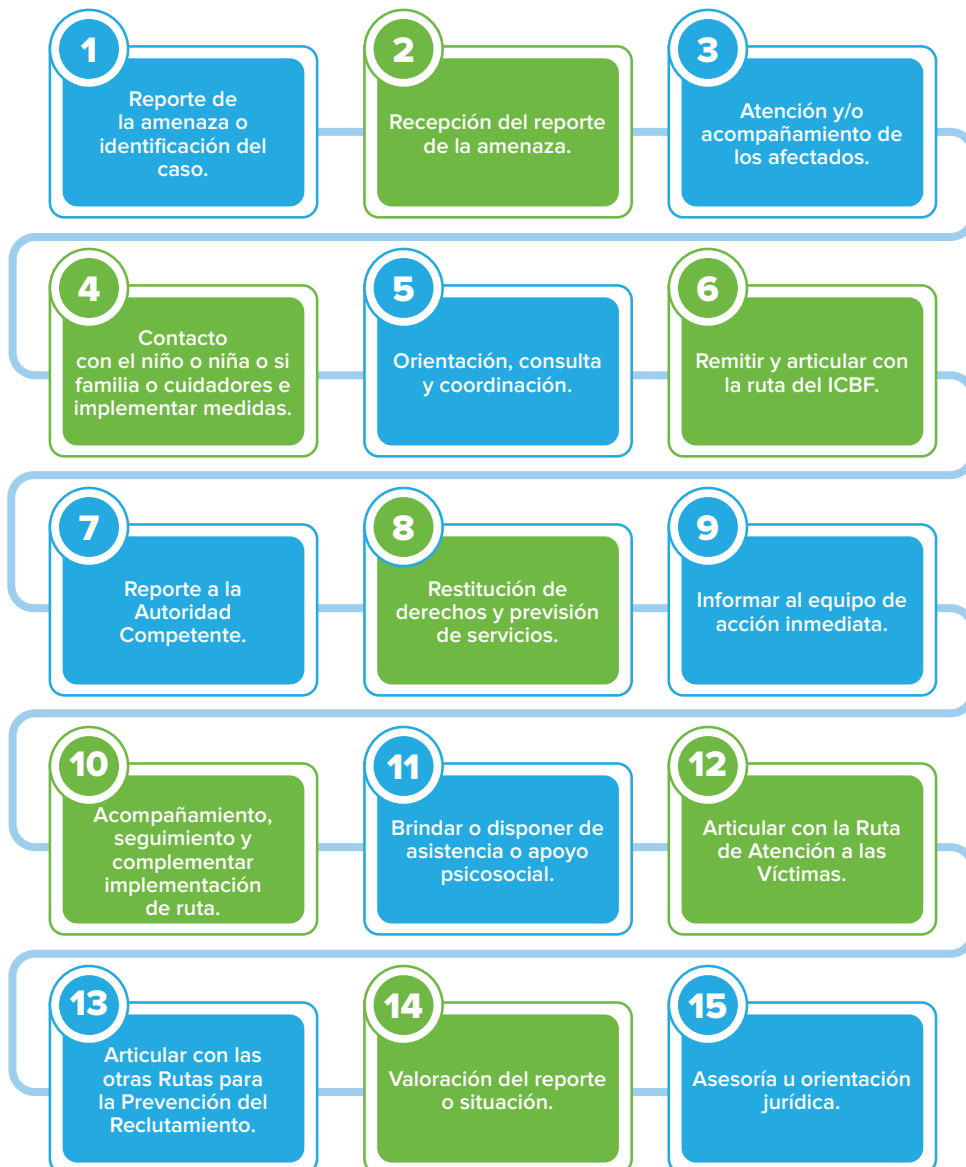 1
Reporte de
la amenaza o
identificación del
caso.
2
Recepción del reporte
de la amenaza.
3
Atención y/o
acompañamiento de
los afectados.
4
Contacto
con el niño o niña o si
familia o cuidadores e
implementar medidas.
5
Orientación, consulta
y coordinación.
6
Remitir y articular con
la ruta del ICBF.
7
Reporte a la
Autoridad
Competente.
8
Restitución de
derechos y previsión
de servicios.
9
Informar al equipo de
acción inmediata.
10
Acompañamiento,
seguimiento y
complementar
implementación
de ruta.
11
Brindar o disponer de
asistencia o apoyo
psicosocial.
12
Articular con la Ruta
de Atención a las
Víctimas.
13
Articular con las
otras Rutas para
la Prevención del
Reclutamiento.
14
Valoración del reporte
o situación.
15
Asesoría u orientación
jurídica.